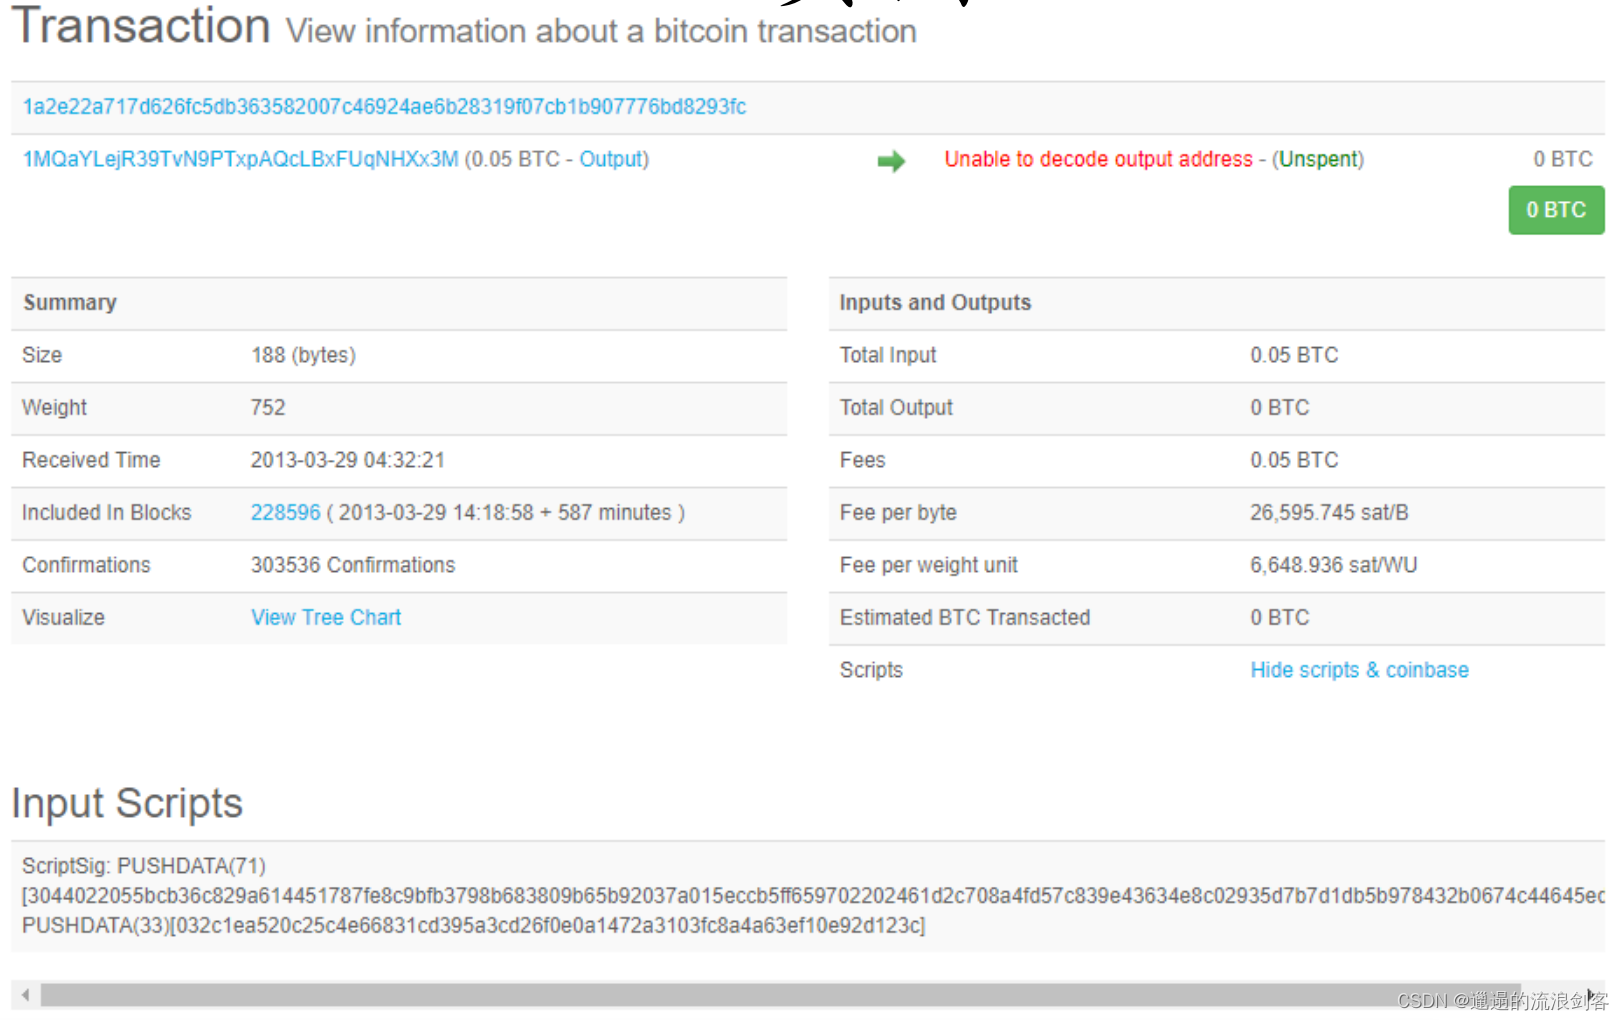 Transaction View information about a bitcoin transaction
1a2e22a717d626fc5db363582007c46924ae6b28319f07cb1b907776bd8293fc
1MQaYLejR39TvN9PTxpAQcLBxFUqNHXx3M (0.05 BTC - Output)
Unable to decode output address - (Unspent)
0 BTC
0 BTC
Summary
Size 188 (bytes)
Weight 752
Received Time 2013-03-29 04:32:21
Included In Blocks 228596 ( 2013-03-29 14:18:58 + 587 minutes )
Confirmations 303536 Confirmations
Visualize View Tree Chart
Inputs and Outputs
Total Input 0.05 BTC
Total Output 0 BTC
Fees 0.05 BTC
Fee per byte 26,595.745 sat/B
Fee per weight unit 6,648.936 sat/WU
Estimated BTC Transacted 0 BTC
Scripts Hide scripts & coinbase
Input Scripts
ScriptSig: PUSHDATA(71)
[3044022055bcb36c829a614451787fe8c9bfb3798b683809b65b92037a015eccb5ff659702202461d2c708a4fd57c839e43634e8c02935d7b7d1db5b978432b0674c44645ec
PUSHDATA(33)[032c1ea520c25c4e66831cd395a3cd26f0e0a1472a3103fc8a4a63ef10e92d123c]
CSDN @邋遢的流浪剑客